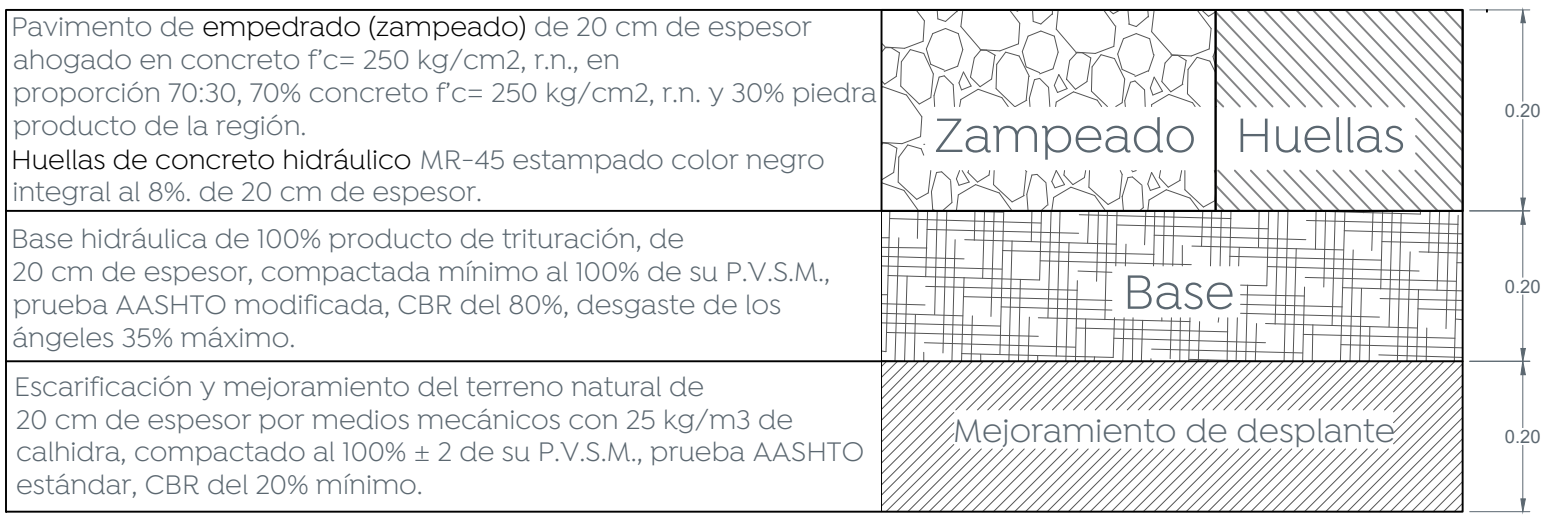 Pavimento de empedrado (zampeado) de 20 cm de espesor
ahogado en concreto f'c= 250 kg/cm2, r.n., en
proporción 70:30, 70% concreto f'c= 250 kg/cm2, r.n. y 30% piedra
producto de la región.
Huellas de concreto hidráulico MR-45 estampado color negro
integral al 8%. de 20 cm de espesor.
Zampeado
Huellas
0.20
Base hidráulica de 100% producto de trituración, de
20 cm de espesor, compactada mínimo al 100% de su P.V.S.M.,
prueba AASHTO modificada, CBR del 80%, desgaste de los
ángeles 35% máximo.
Base
0.20
Escarificación y mejoramiento del terreno natural de
20 cm de espesor por medios mecánicos con 25 kg/m3 de
calhidra, compactado al 100% ± 2 de su P.V.S.M., prueba AASHTO
estándar, CBR del 20% mínimo.
Mejoramiento de desplante
0.20